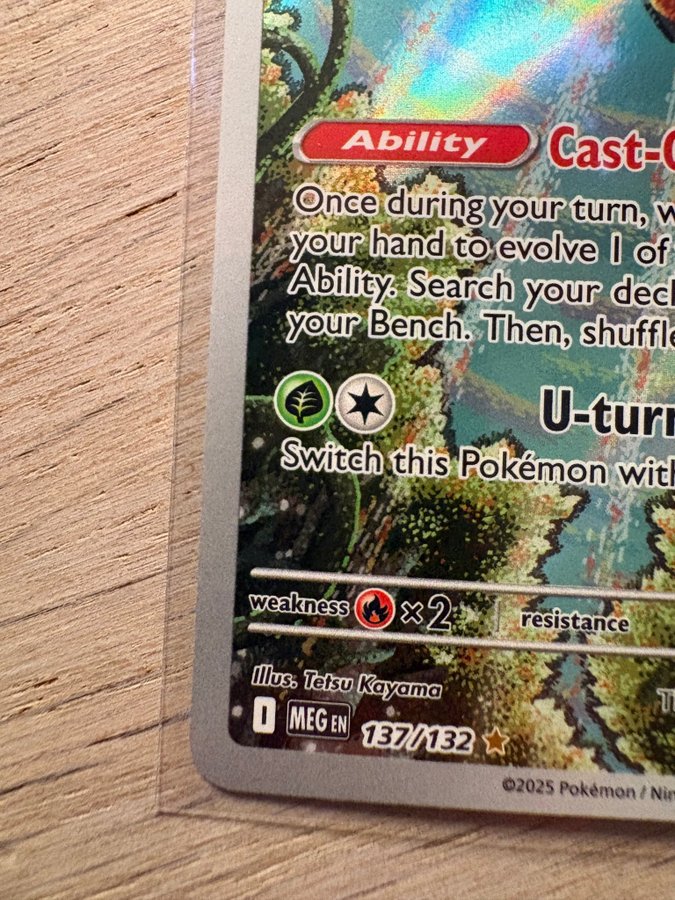 Ability Cast-
Once during your turn,
your hand to evolve 1 of
Ability. Search your deck
your Bench. Then, shuffle
U-turn
Switch this Pokémon with
weakness ×2 resistance
Illus. Tetsu Kayama
I MEG EN 137/132
©2025 Pokémon / Nin